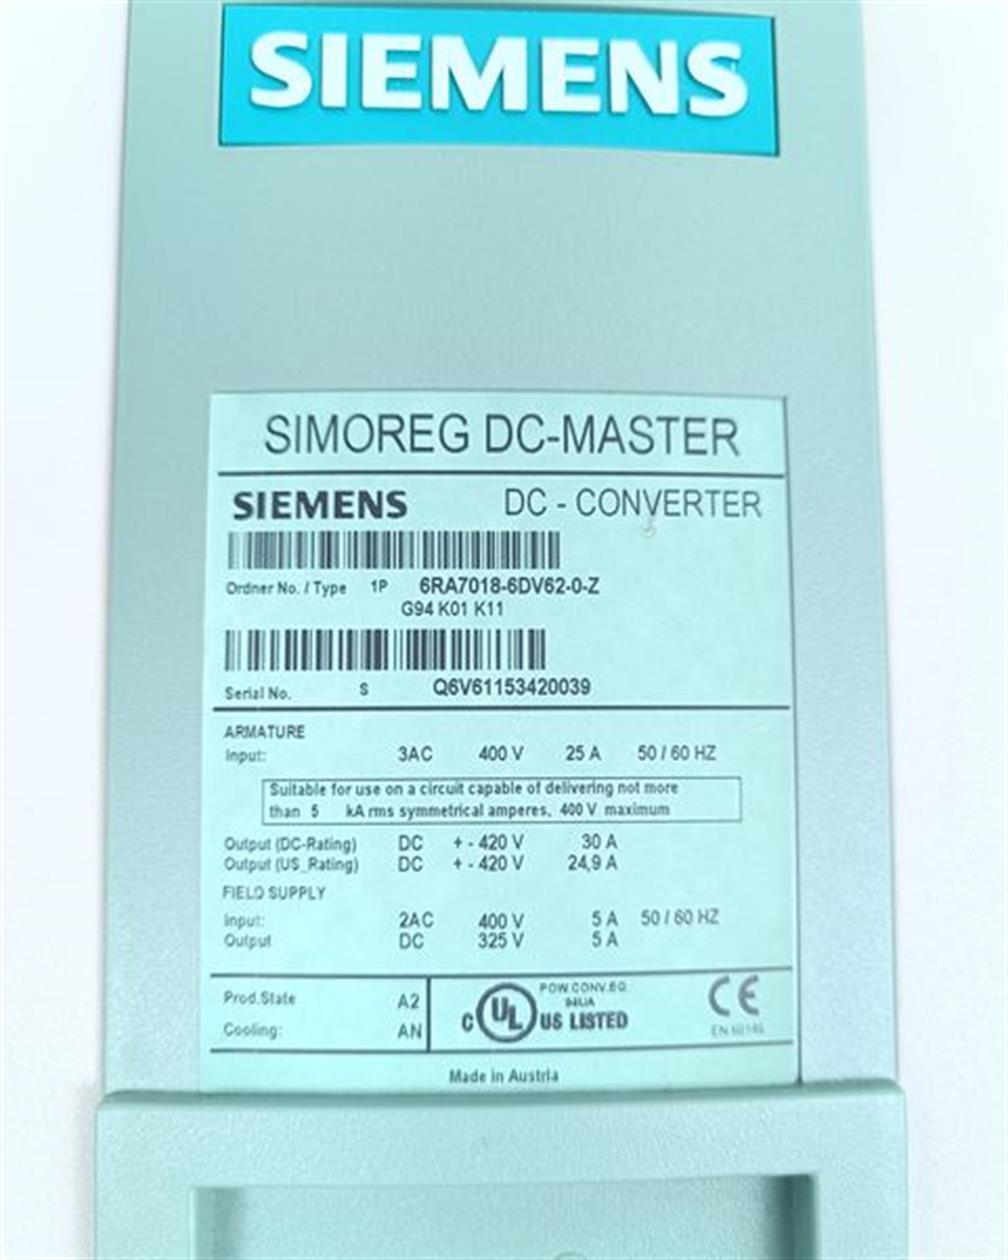 SIEMENS
SIMOREG DC-MASTER
SIEMENS DC - CONVERTER
Ordner No. / Type 1P 6RA7018-6DV62-0-Z
G94 K01 K11
Serial No. S Q6V61153420039
ARMATURE
Input: 3AC 400 V 25 A 50 / 60 HZ
Suitable for use on a circuit capable of delivering not more
than 5 kA rms symmetrical amperes, 400 V maximum
Output (DC-Rating) DC + - 420 V 30 A
Output (US_Rating) DC + - 420 V 24,9 A
FIELD SUPPLY
Input: 2AC 400 V 5 A 50 / 60 HZ
Output DC 325 V 5 A
Prod.State A2
Cooling: AN
POW.CONV.EQ.
C UL US LISTED
CE
EN 60146
Made in Austria